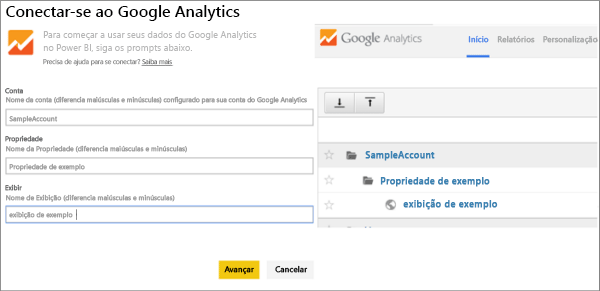 Conectar-se ao Google Analytics
Para começar a usar seus dados do Google Analytics
no Power BI, siga os prompts abaixo.
Precisa de ajuda para se conectar? Saiba mais
Conta
Nome da conta (diferencia maiúsculas e minúsculas) configurado para sua conta do Google Analytics
SampleAccount
Propriedade
Nome da Propriedade (diferencia maiúsculas e minúsculas)
Propriedade de exemplo
Exibir
Nome de Exibição (diferencia maiúsculas e minúsculas)
exibição de exemplo
Avançar
Cancelar
Google Analytics
Início
Relatórios
Personalização
SampleAccount
Propriedade de exemplo
exibição de exemplo